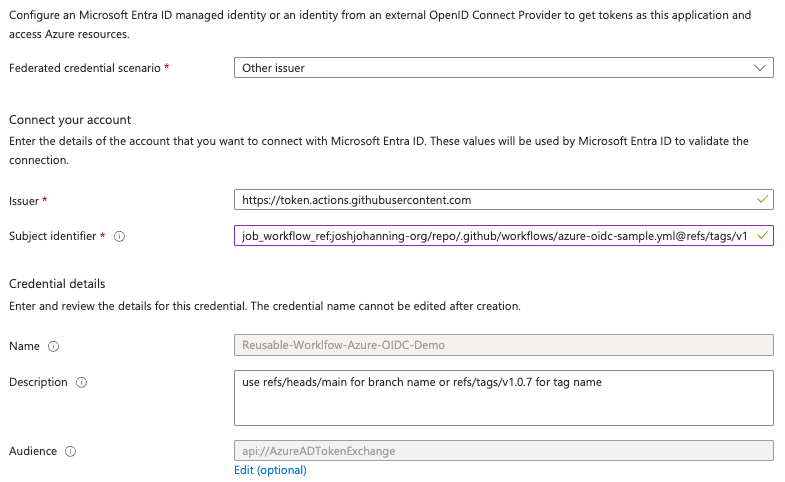 Configure an Microsoft Entra ID managed identity or an identity from an external OpenID Connect Provider to get tokens as this application and
access Azure resources.
Federated credential scenario * Other issuer
Connect your account
Enter the details of the account that you want to connect with Microsoft Entra ID. These values will be used by Microsoft Entra ID to validate the
connection.
Issuer * https://token.actions.githubusercontent.com
Subject identifier * job_workflow_ref:joshjohanning-org/repo/.github/workflows/azure-oidc-sample.yml@refs/tags/v1
Credential details
Enter and review the details for this credential. The credential name cannot be edited after creation.
Name Reusable-Worklfow-Azure-OIDC-Demo
Description use refs/heads/main for branch name or refs/tags/v1.0.7 for tag name
Audience api://AzureADTokenExchange
Edit (optional)